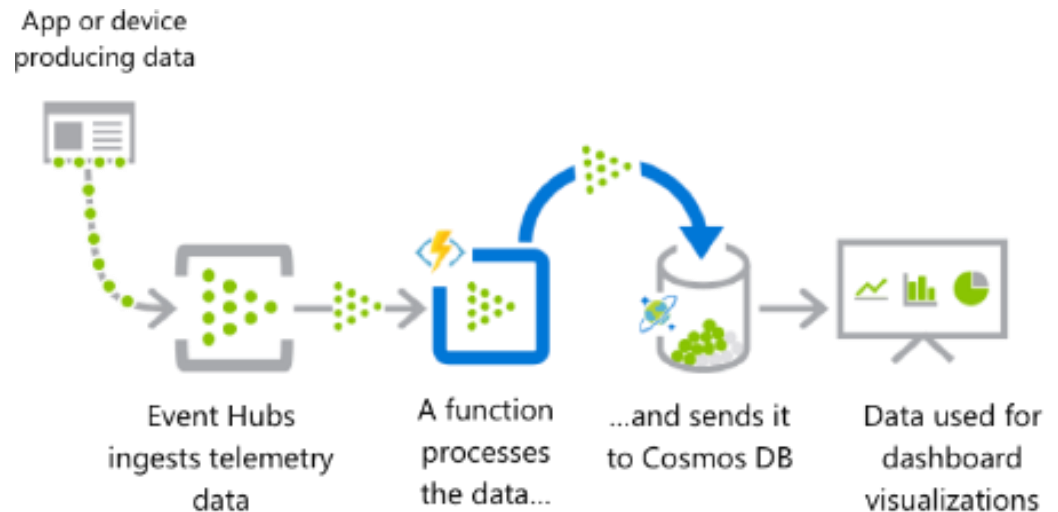 App or device
producing data
Event Hubs
ingests telemetry
data
A function
processes
the data...
...and sends it
to Cosmos DB
Data used for
dashboard
visualizations